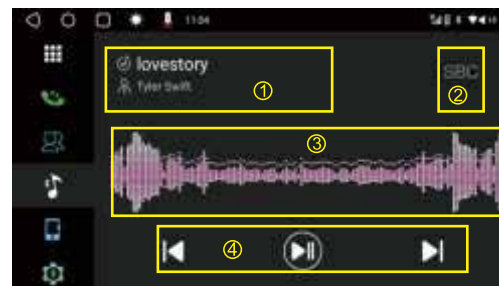 11:04
lovestory
Tyler Swift
①
SBC
②
③
④